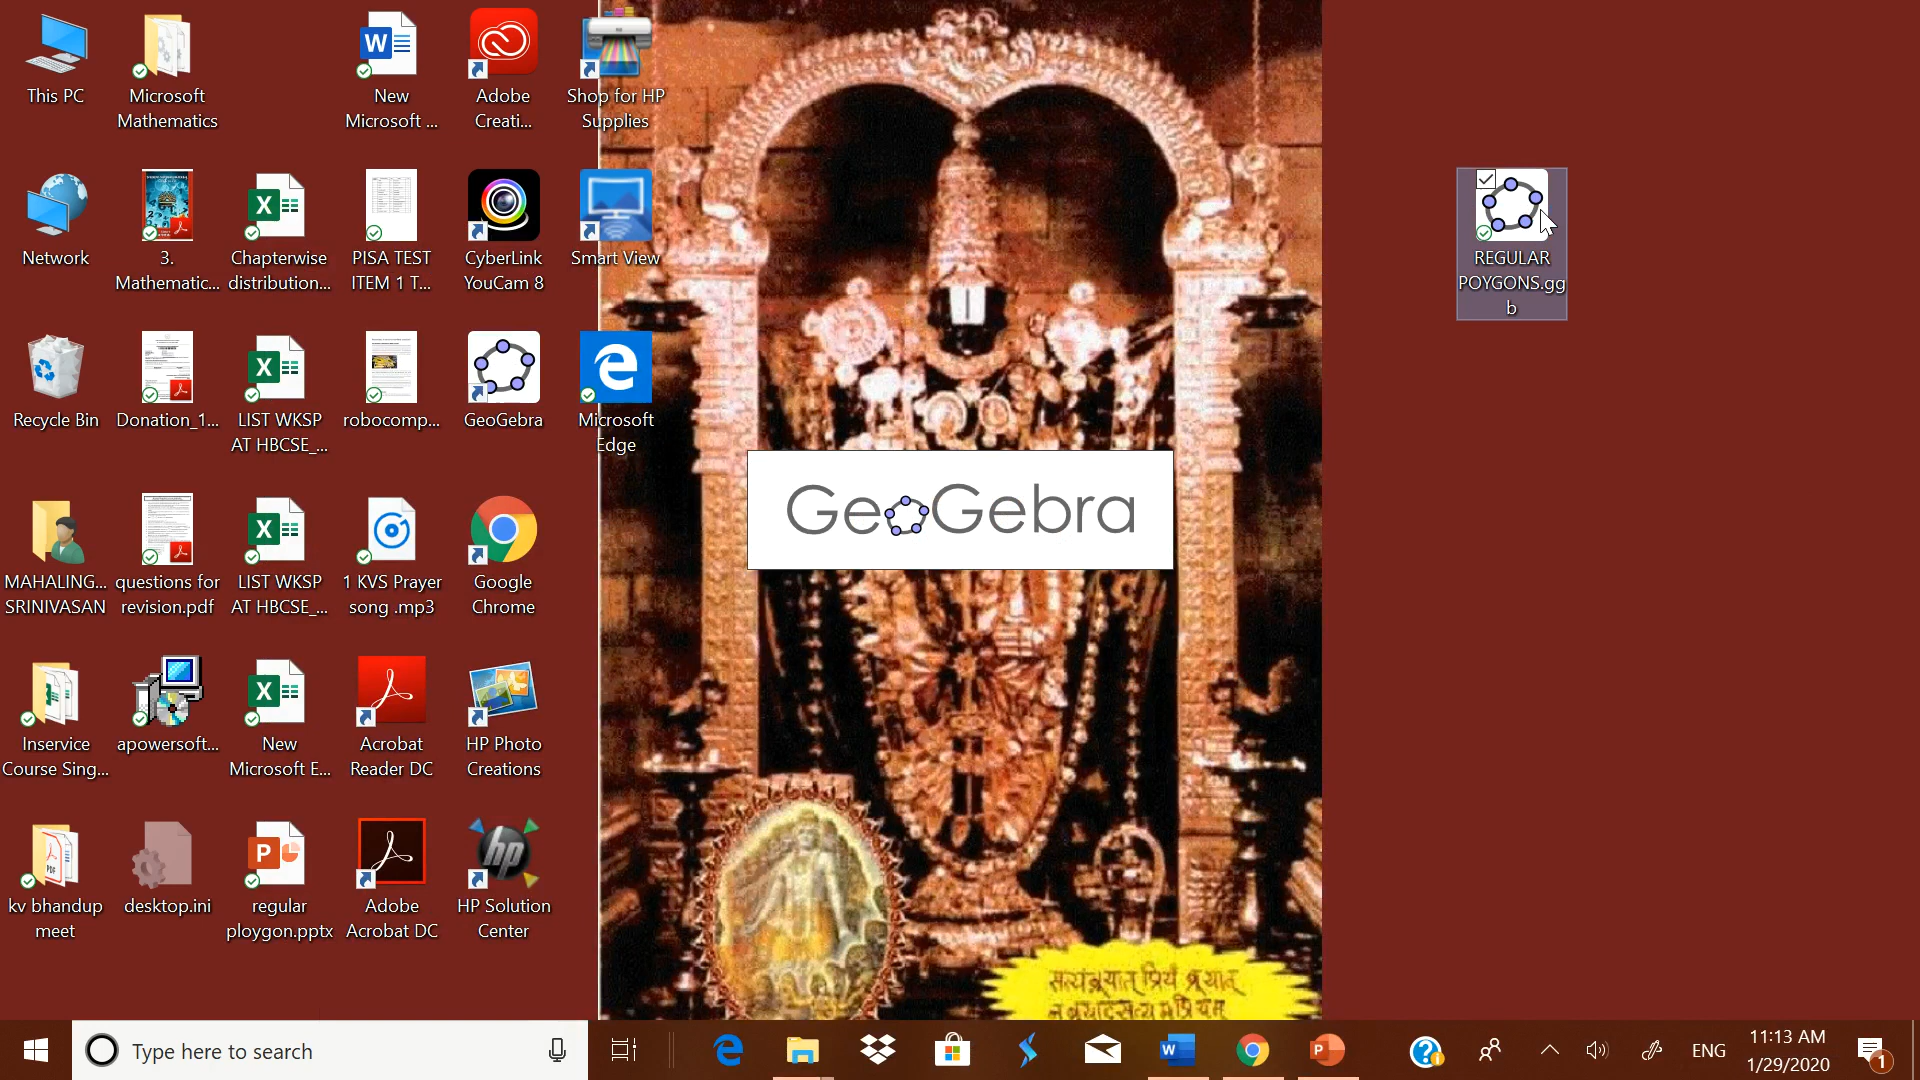 This PC
Microsoft
Mathematics
New
Microsoft ...
Adobe
Creati...
Shop for HP
Supplies
Network
3.
Mathematic...
Chapterwise
distribution...
PISA TEST
ITEM 1 T...
CyberLink
YouCam 8
Smart View
REGULAR
POYGONS.gg
b
Recycle Bin
Donation_1...
LIST WKSP
AT HBCSE_...
robocomp...
GeoGebra
Microsoft
Edge
GeoGebra
MAHALING...
SRINIVASAN
questions for
revision.pdf
LIST WKSP
AT HBCSE_...
1 KVS Prayer
song .mp3
Google
Chrome
Inservice
Course Sing...
apowersoft...
New
Microsoft E...
Acrobat
Reader DC
HP Photo
Creations
kv bhandup
meet
desktop.ini
regular
ploygon.pptx
Adobe
Acrobat DC
HP Solution
Center
सत्यंब्रूयात् प्रियं ब्रूयात्
Type here to search
ENG
11:13 AM
1/29/2020
1